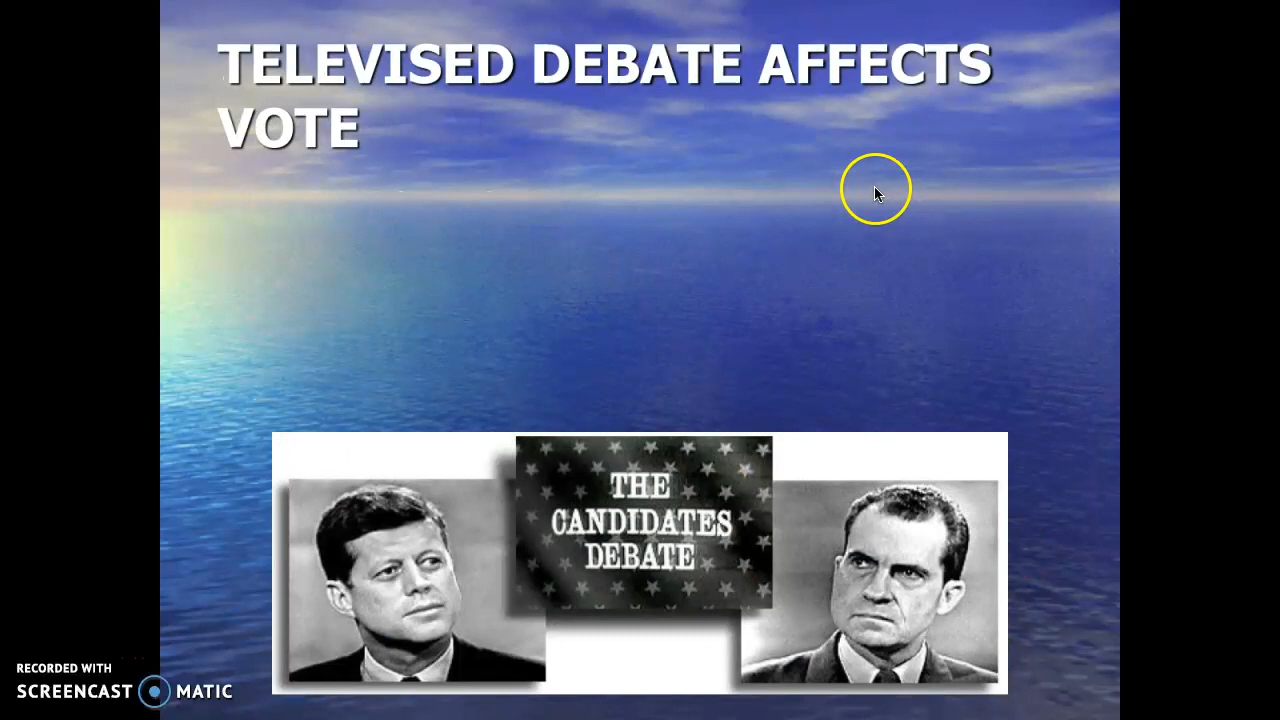 TELEVISED DEBATE AFFECTS
VOTE
THE
CANDIDATES
DEBATE
RECORDED WITH
SCREENCAST MATIC